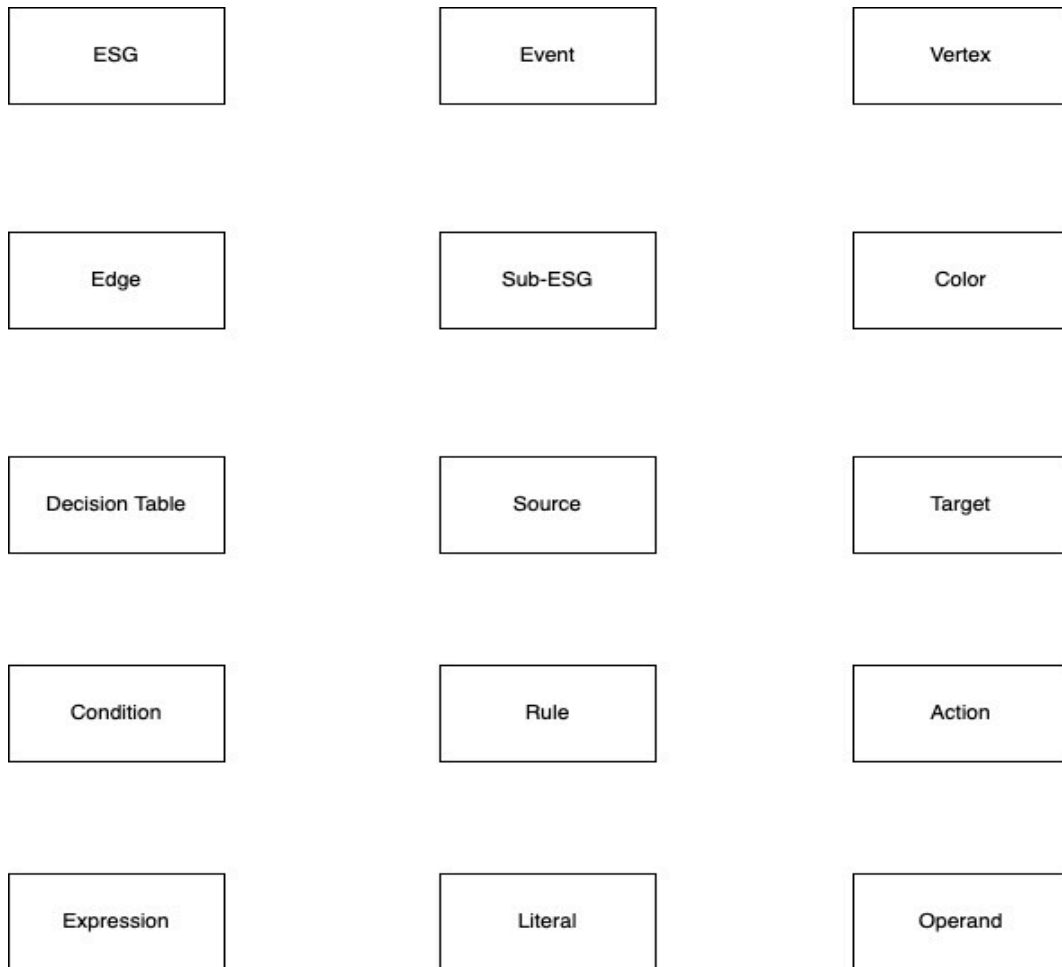 ESG
Event
Vertex
Edge
Sub-ESG
Color
Decision Table
Source
Target
Condition
Rule
Action
Expression
Literal
Operand